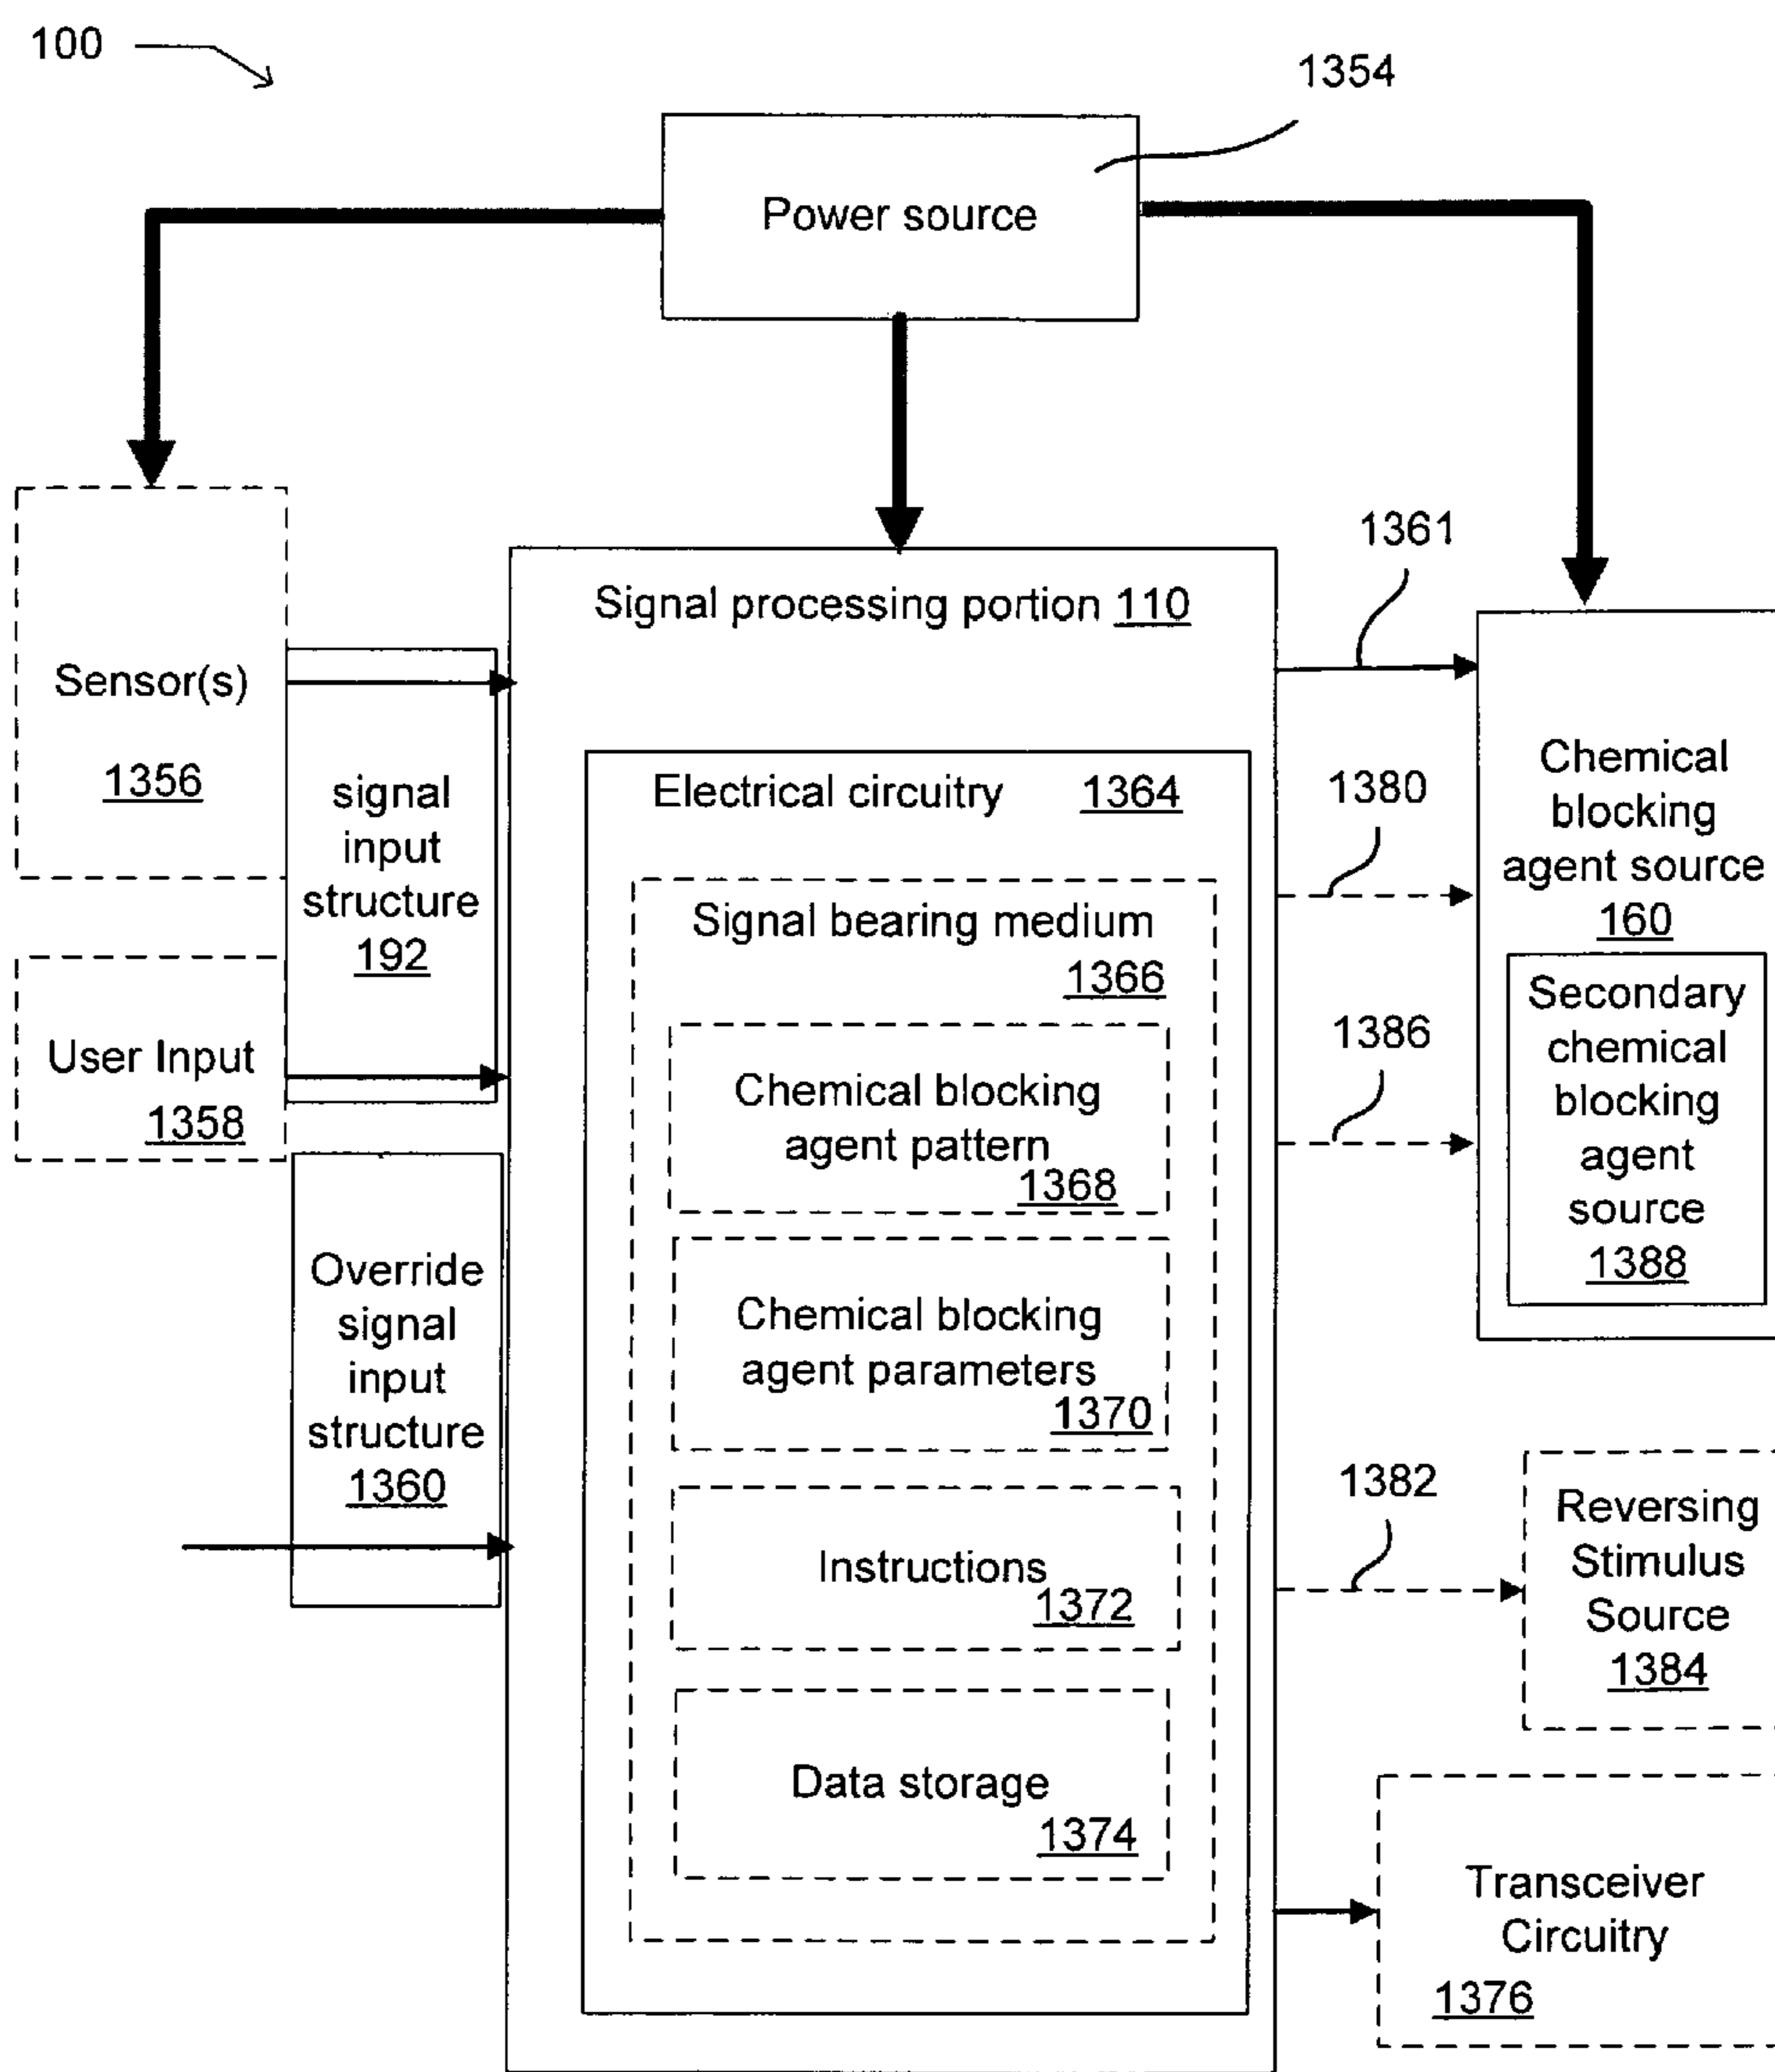 100
1354
Power source
1361
Signal processing portion 110
Sensor(s)
1356
signal
input
structure
192
Electrical circuitry 1364
1380
Chemical
blocking
agent source
160
Signal bearing medium
1366
Secondary
chemical
blocking
agent
source
1388
User Input
1358
1386
Chemical blocking
agent pattern
1368
Override
signal
input
structure
1360
Chemical blocking
agent parameters
1370
1382
Reversing
Stimulus
Source
1384
Instructions
1372
Data storage
1374
Transceiver
Circuitry
1376